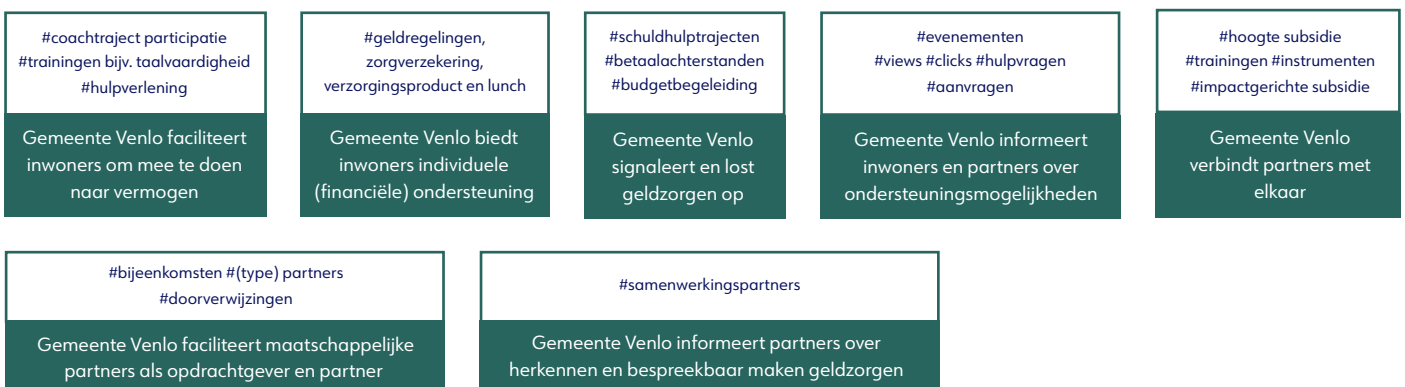 #coachtraject participatie
#trainingen bijv. taalvaardigheid
#hulpverlening
Gemeente Venlo faciliteert
inwoners om mee te doen
naar vermogen
#geldregelingen,
zorgverzekering,
verzorgingsproduct en lunch
Gemeente Venlo biedt
inwoners individuele
(financiële) ondersteuning
#schuldhulptrajecten
#betaalachterstanden
#budgetbegeleiding
Gemeente Venlo
signaleert en lost
geldzorgen op
#evenementen
#views #clicks #hulpvragen
#aanvragen
Gemeente Venlo informeert
inwoners en partners over
ondersteuningsmogelijkheden
#hoogte subsidie
#trainingen #instrumenten
#impactgerichte subsidie
Gemeente Venlo
verbindt partners met
elkaar
#bijeenkomsten #(type) partners
#doorverwijzingen
Gemeente Venlo faciliteert maatschappelijke
partners als opdrachtgever en partner
#samenwerkingspartners
Gemeente Venlo informeert partners over
herkennen en bespreekbaar maken geldzorgen